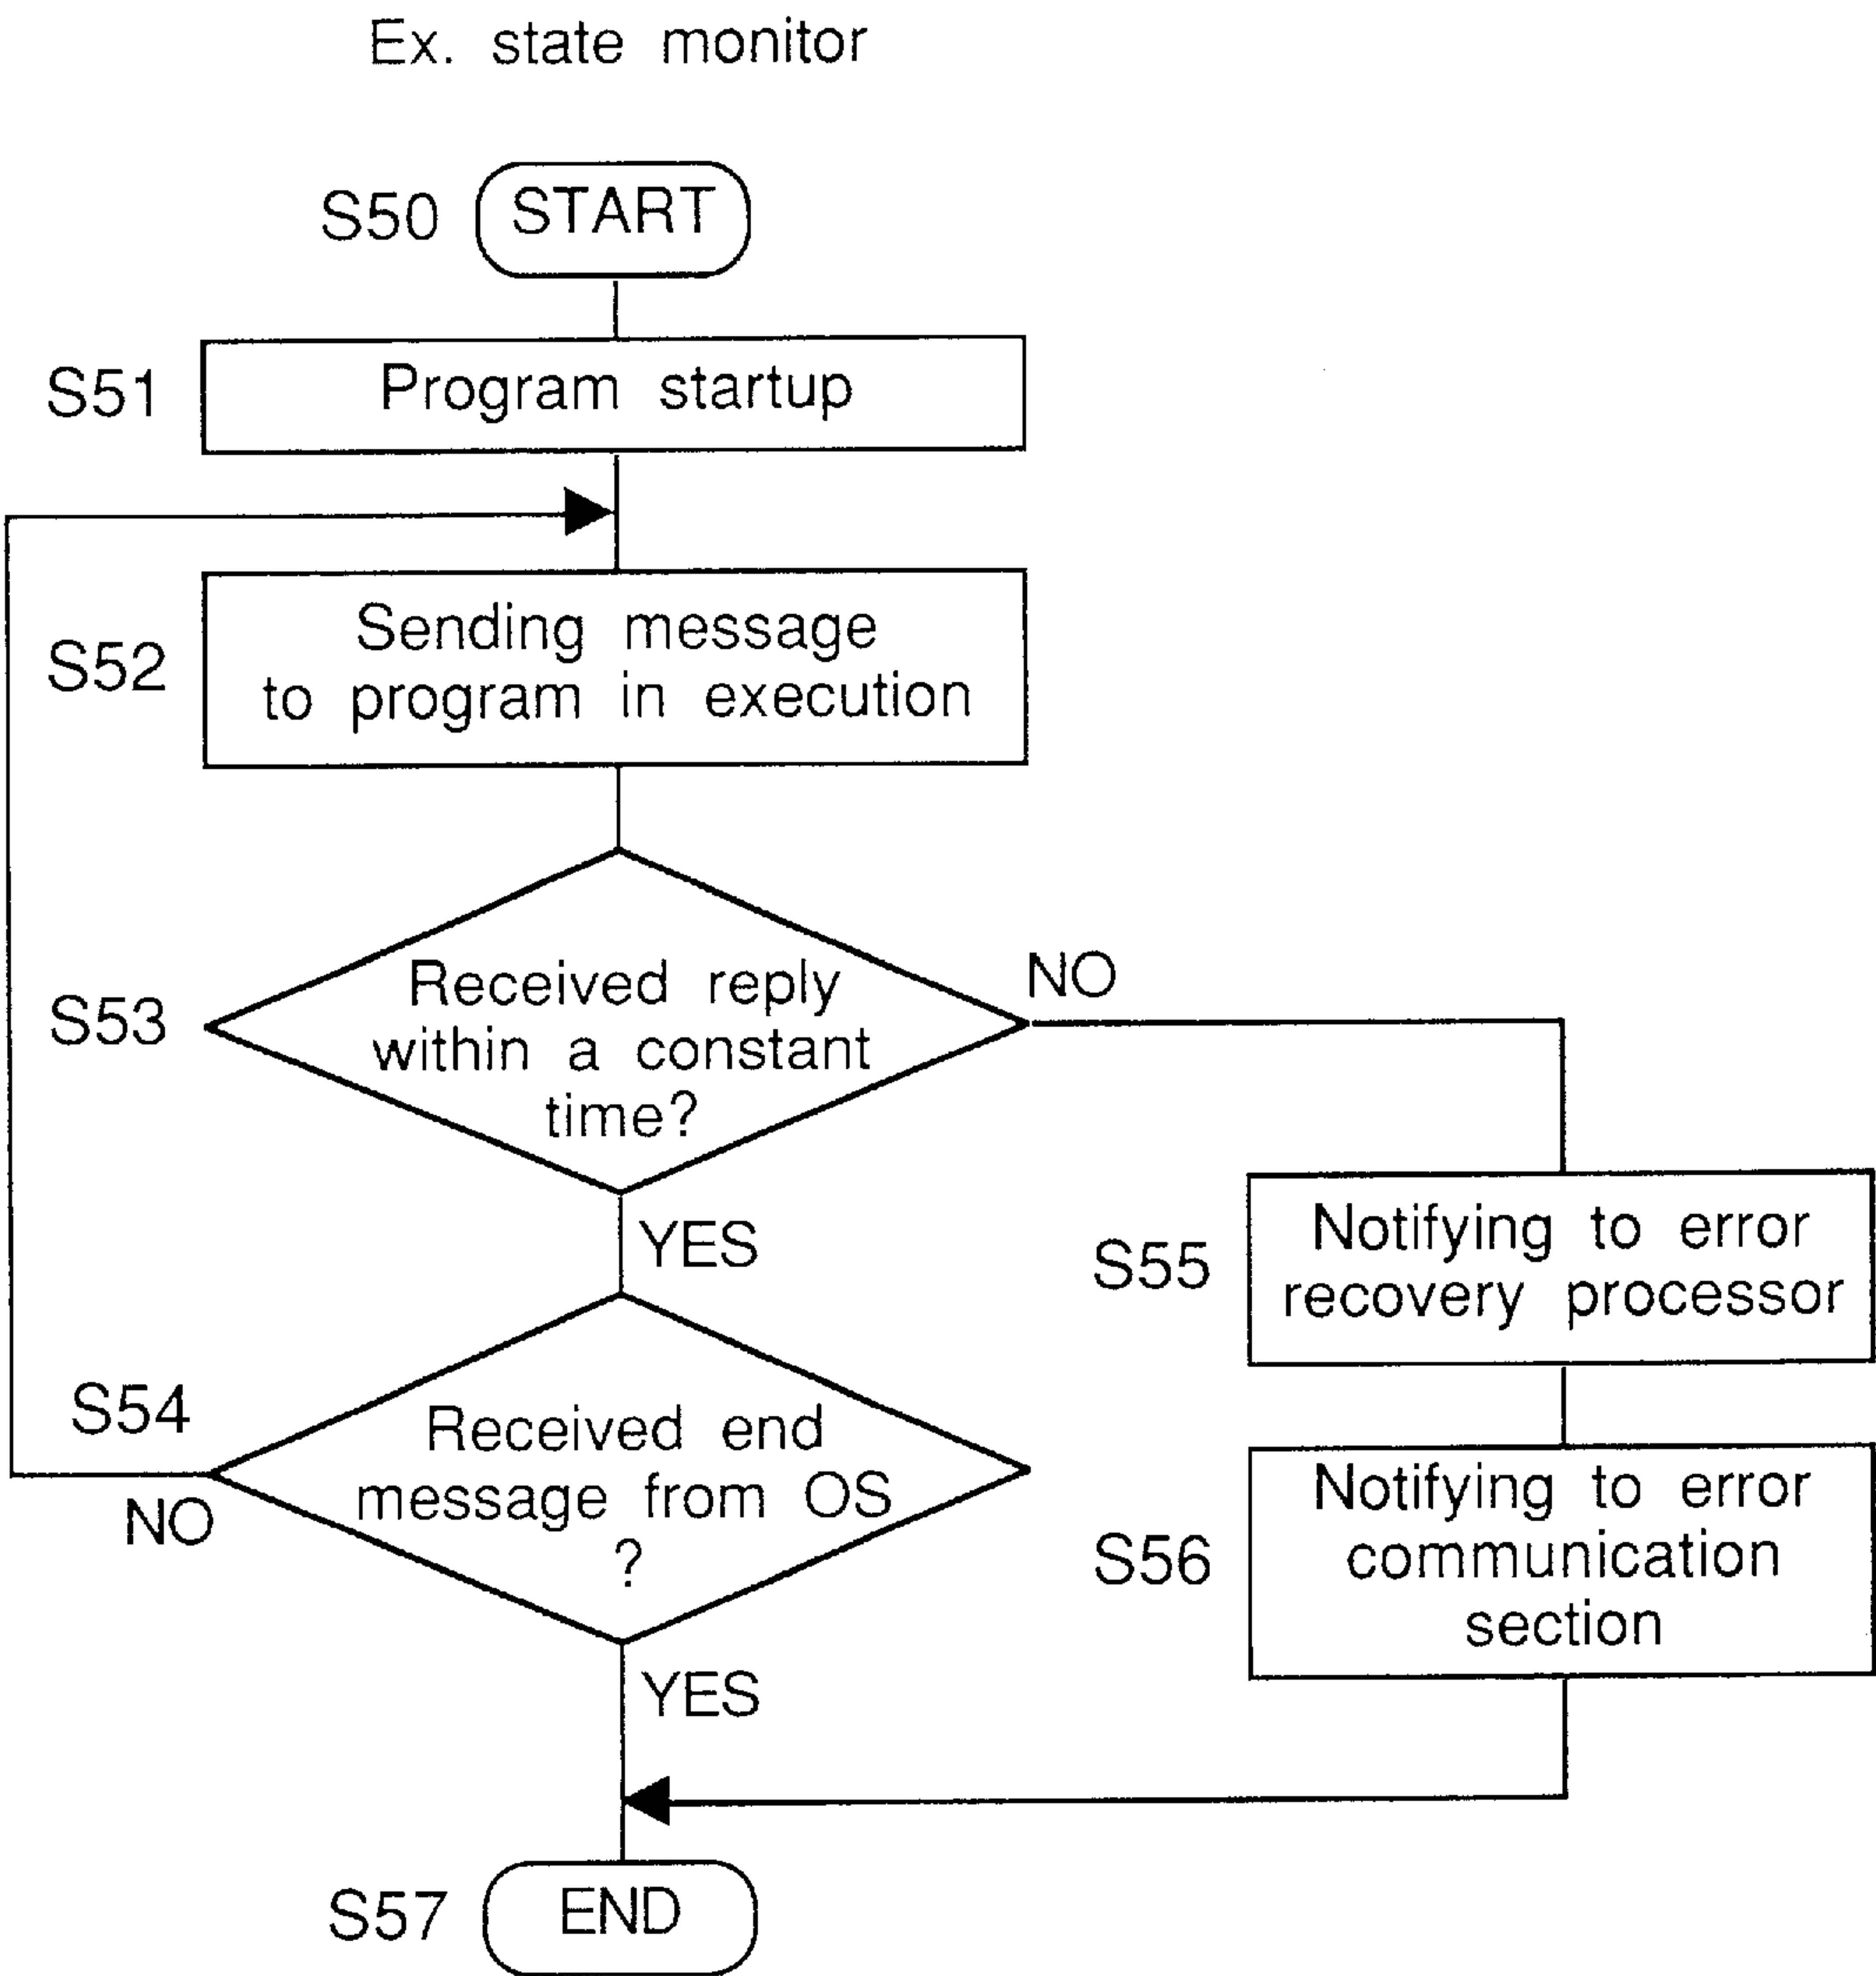 Ex. state monitor
S50
START
S51
Program startup
S52
Sending message
to program in execution
S53
Received reply
within a constant
time?
NO
YES
S54
Received end
message from OS
?
NO
YES
S55
Notifying to error
recovery processor
S56
Notifying to error
communication
section
S57
END